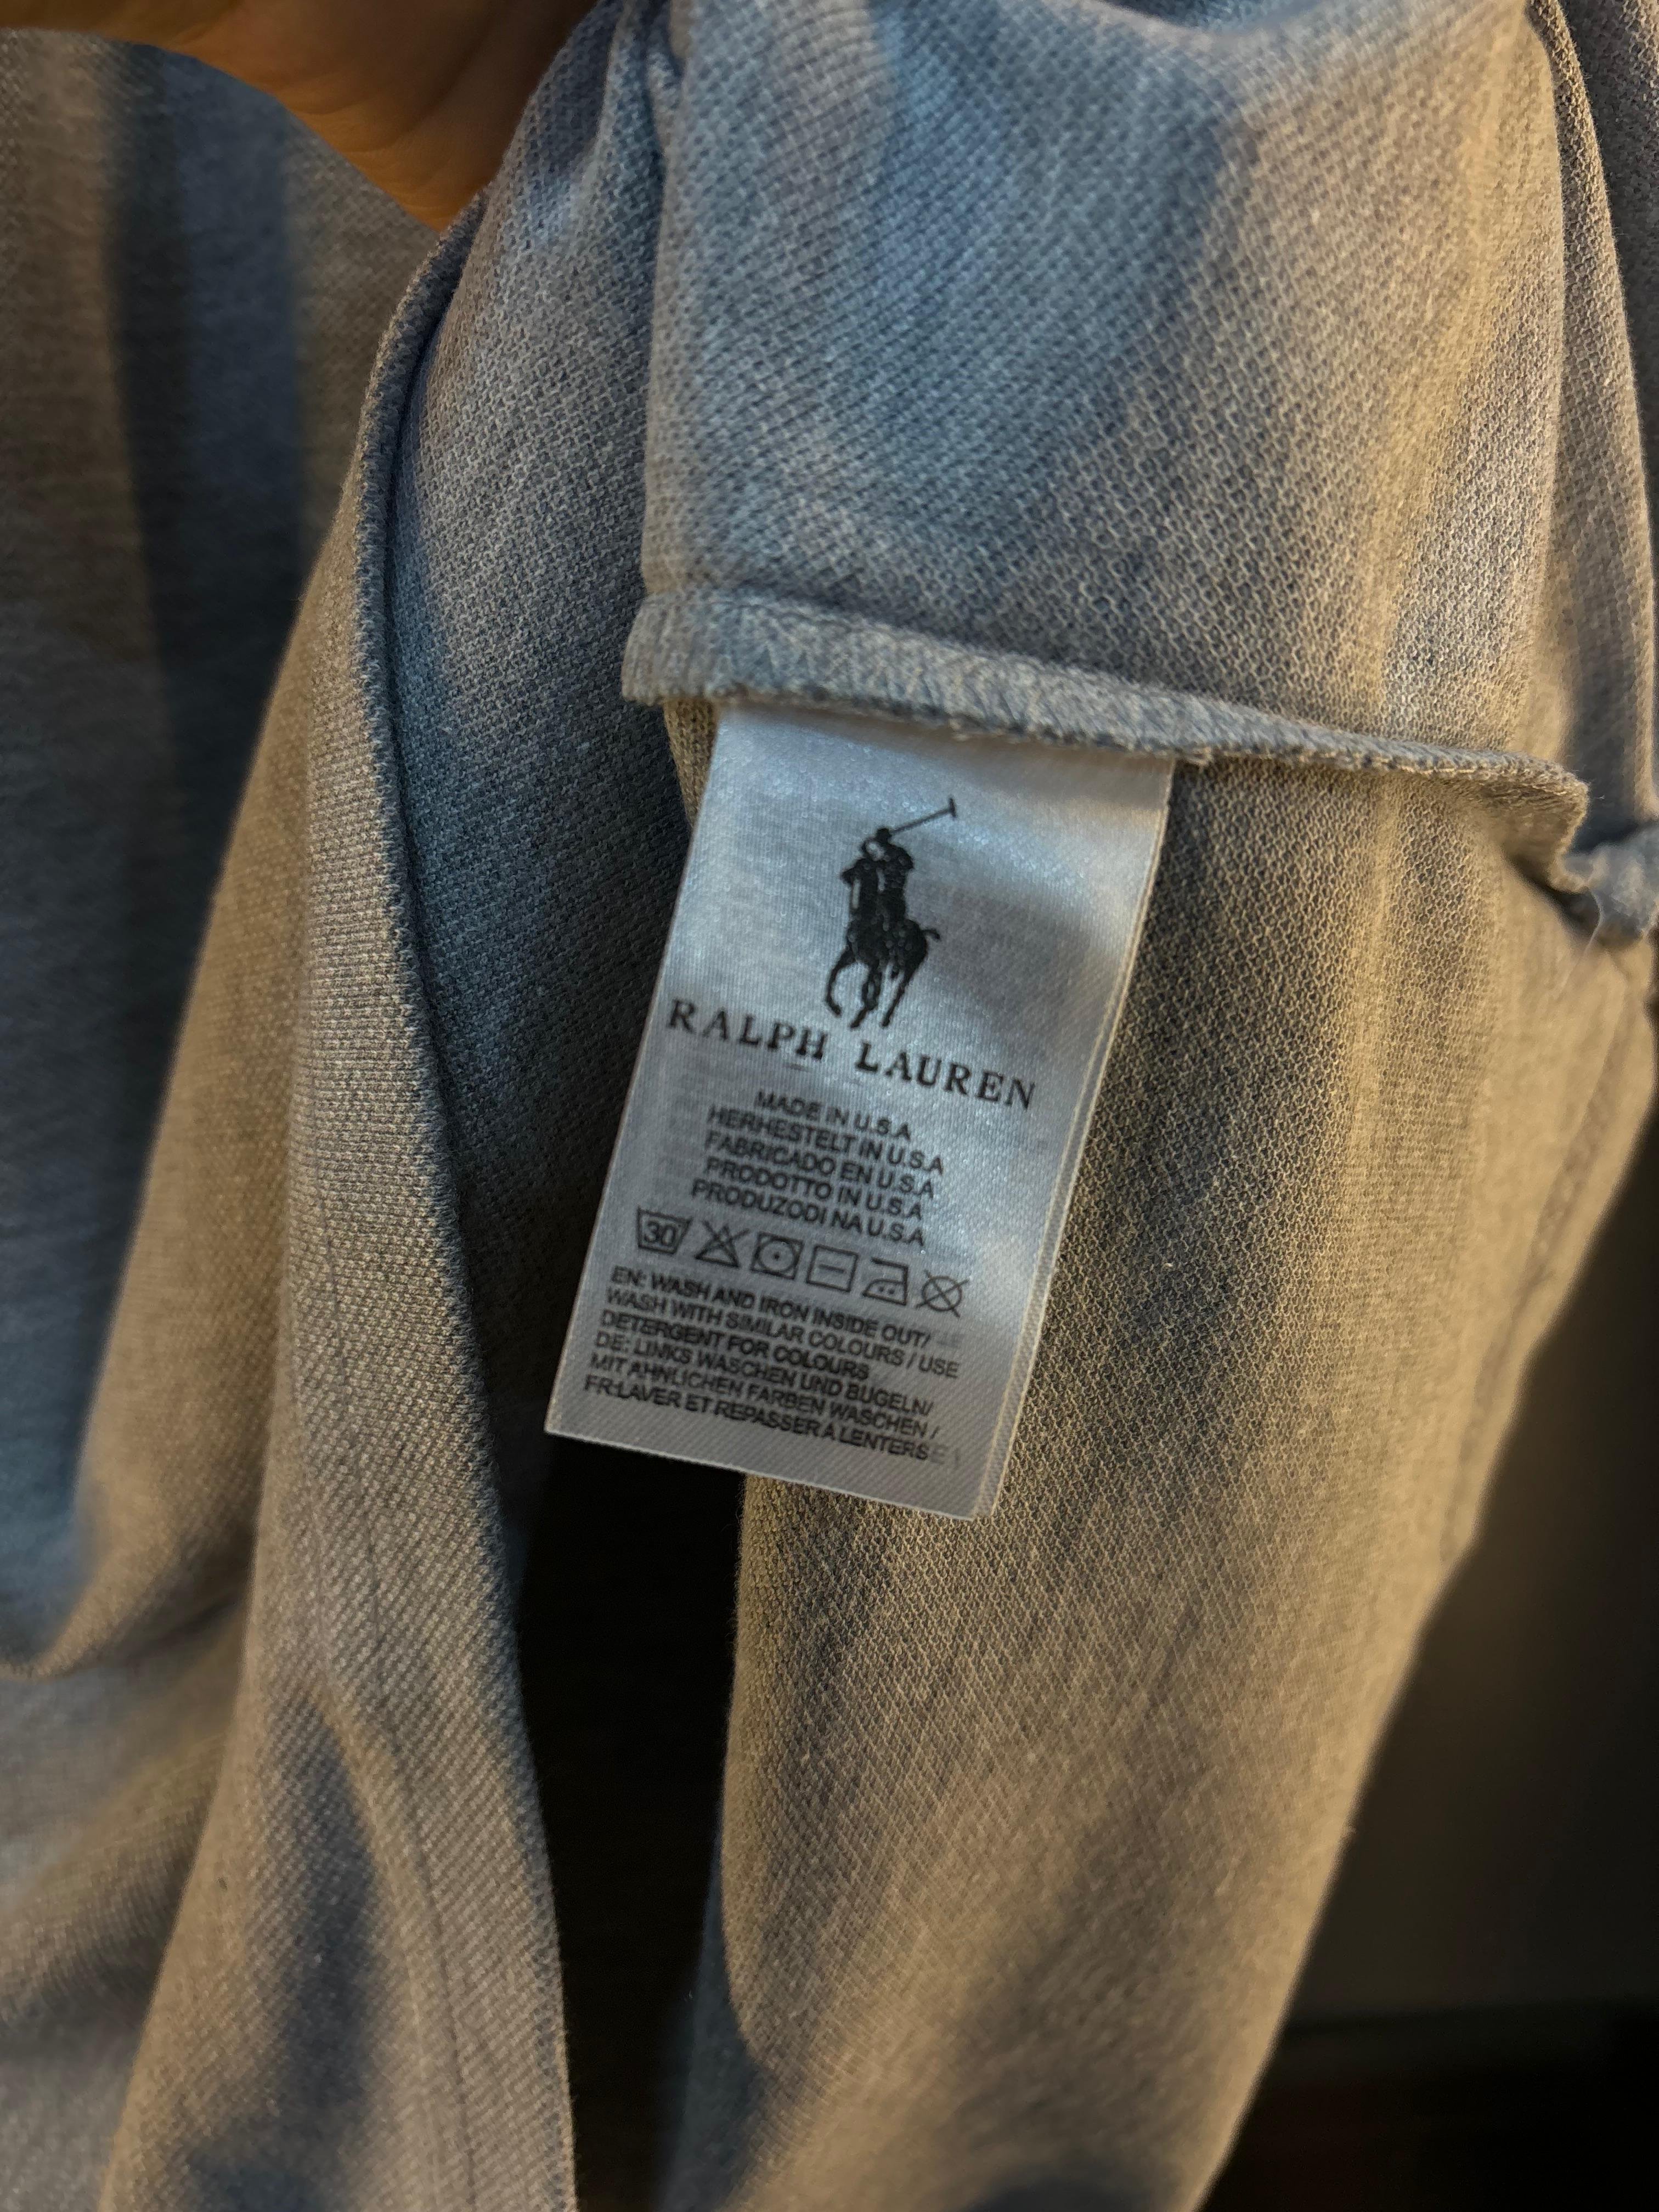 RALPH LAUREN
MADE IN U.S.A
HERHESTELT IN U.S.A
FABRICADO EN U.S.A
PRODOTTO IN U.S.A
PRODUZODI NA U.S.A
30
EN: WASH AND IRON INSIDE OUT/
WASH WITH SIMILAR COLOURS / USE
DETERGENT FOR COLOURS
DE: LINKS WASCHEN UND BUGELN/
MIT AHNLICHEN FARBEN WASCHEN /
FR:LAVER ET REPASSER A LENTERS